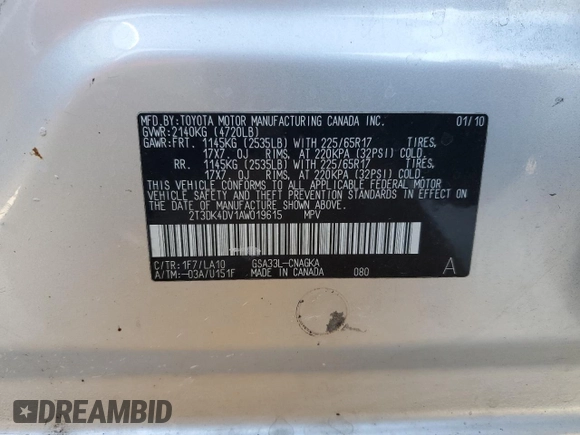 MFD.BY:TOYOTA MOTOR MANUFACTURING CANADA INC. 01/10
GVWR: 2140KG (4720LB)
GAWR: FRT. 1145KG (2535LB) WITH 225/65R17 TIRES,
17X7. 0J RIMS, AT 220KPA (32PSI) COLD.
RR. 1145KG (2535LB) WITH 225/65R17 TIRES,
17X7. 0J RIMS, AT 220KPA (32PSI) COLD.
THIS VEHICLE CONFORMS TO ALL APPLICABLE FEDERAL MOTOR
VEHICLE SAFETY AND THEFT PREVENTION STANDARDS IN EFFECT ON
THE DATE OF MANUFACTURE SHOWN ABOVE.
2T3DK4DV1AW019615 MPV
C/TR:1F7/LA10 GSA33L-CNAGKA
A/TM:-03A/U151F MADE IN CANADA 080 A
DREAMBID